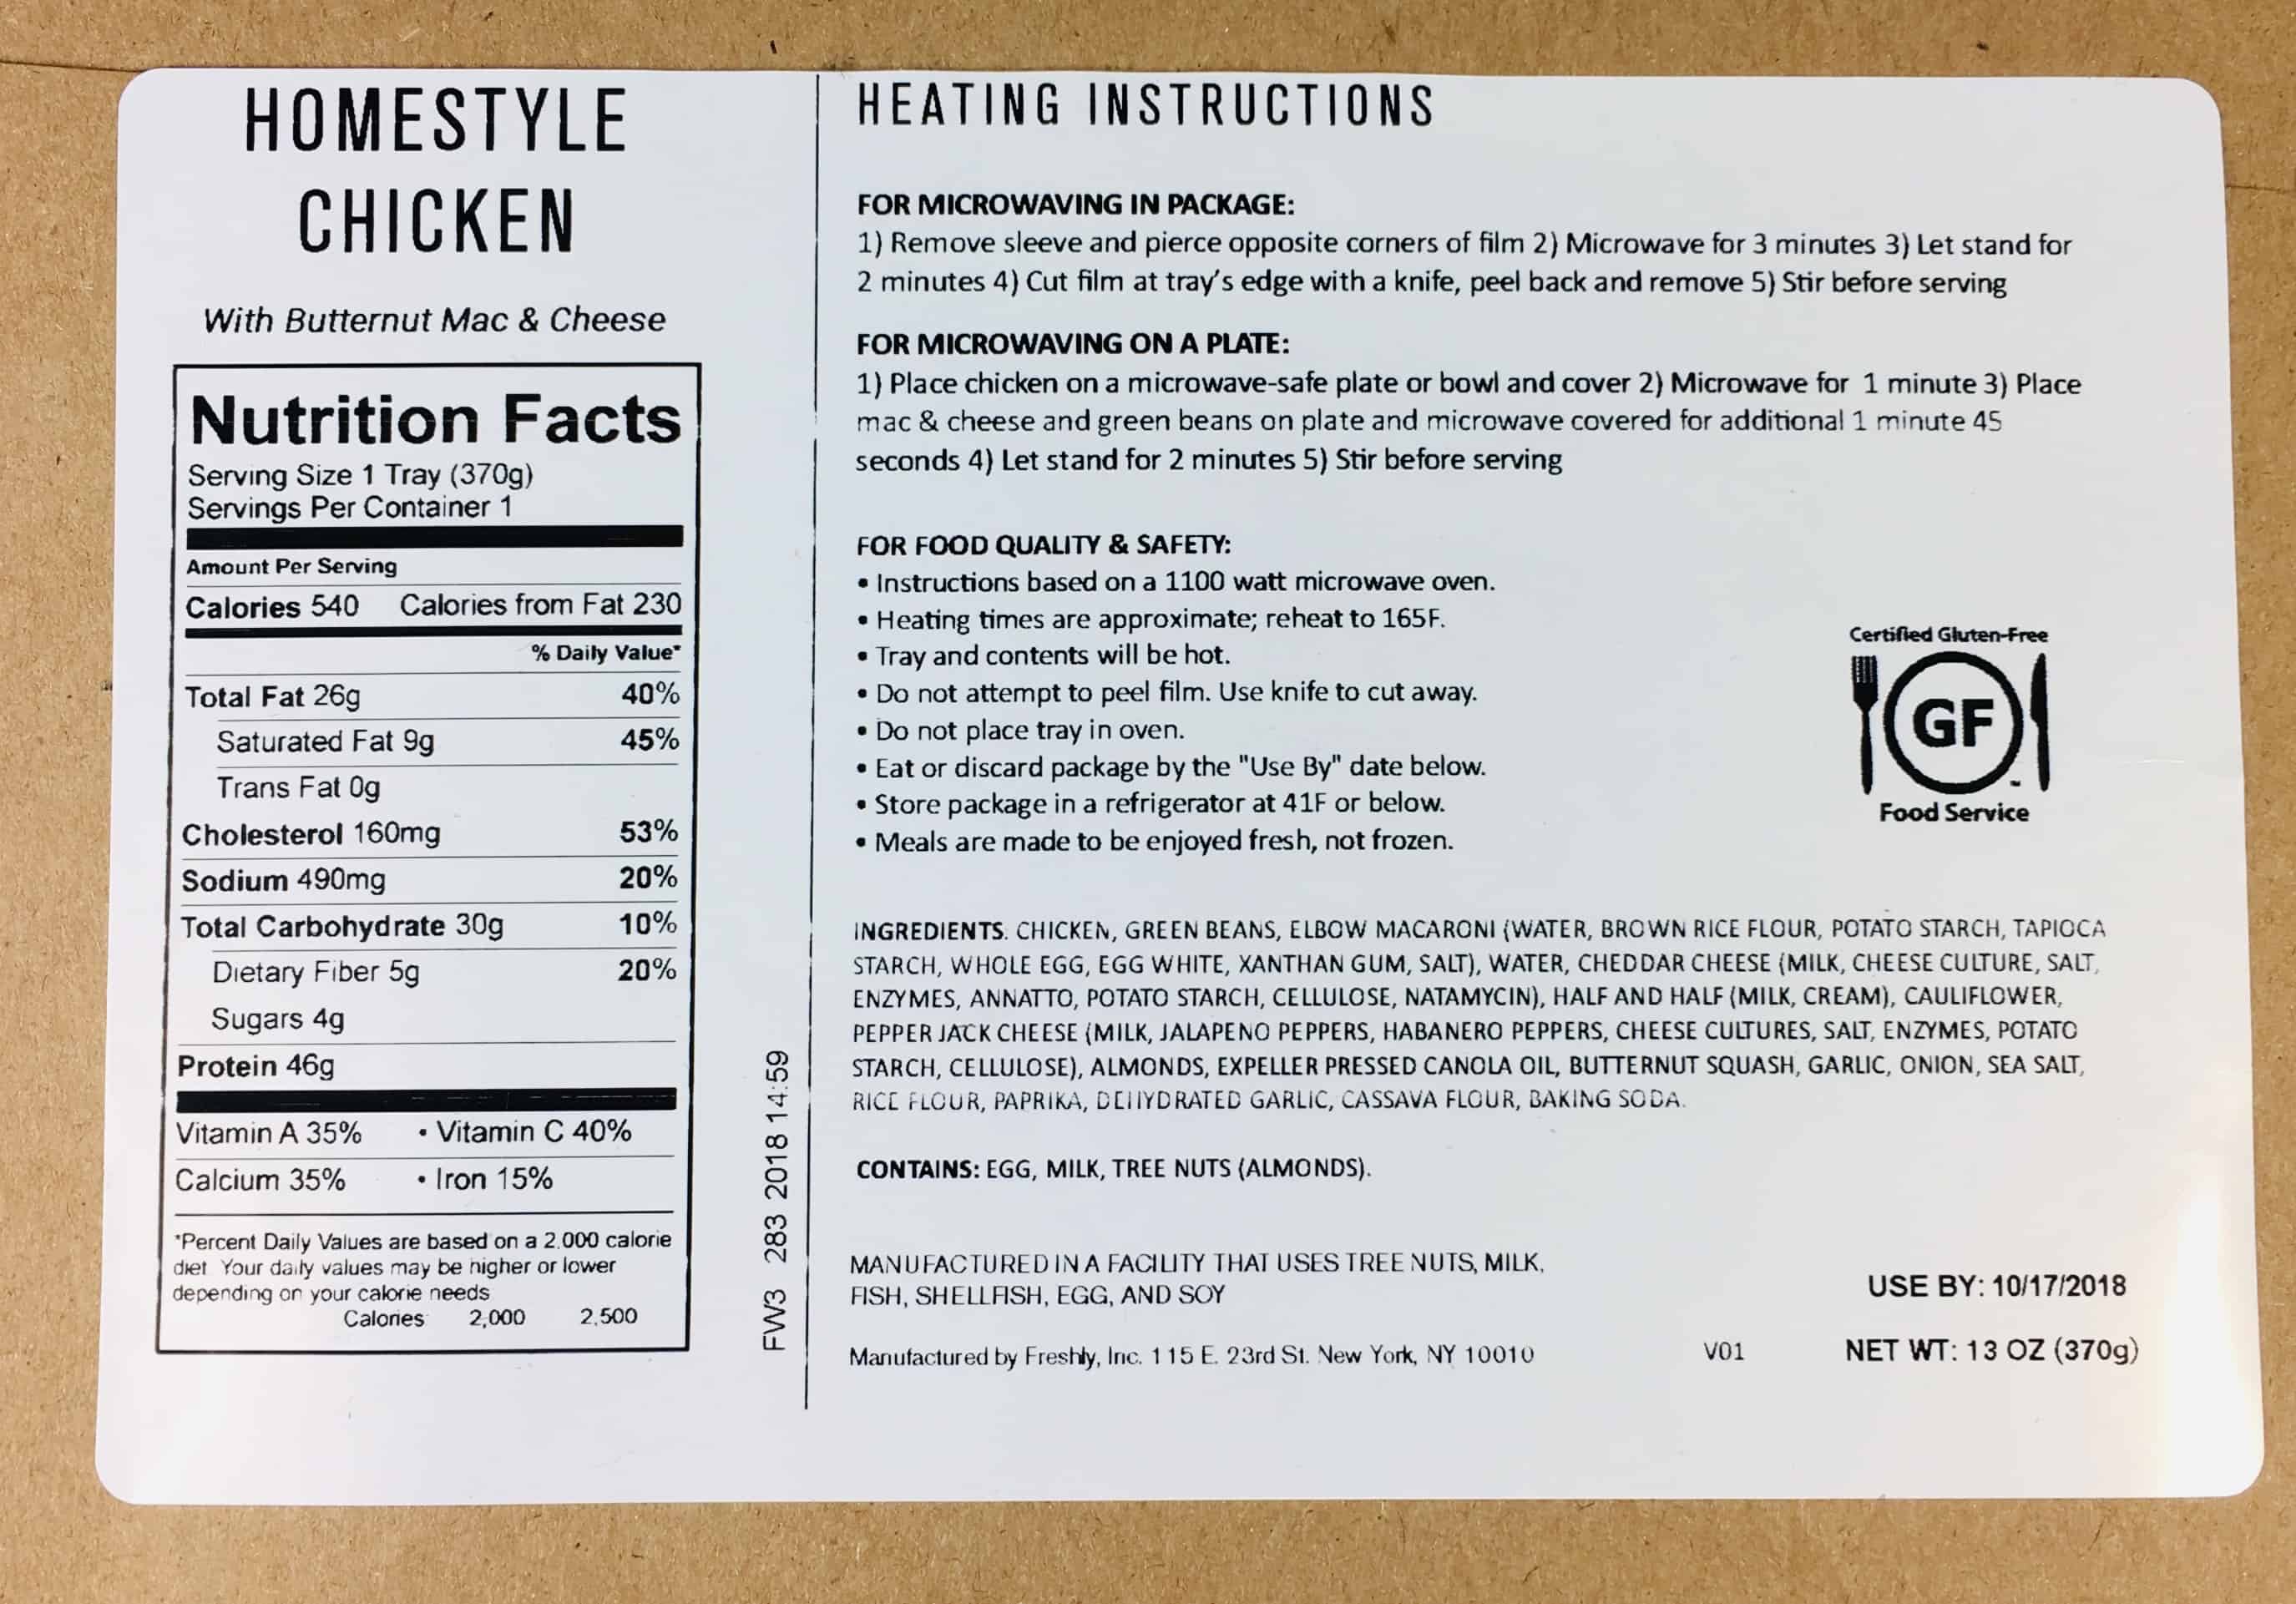 HOMESTYLE
CHICKEN
With Butternut Mac & Cheese
Nutrition Facts
Serving Size 1 Tray (370g)
Servings Per Container 1
Amount Per Serving
Calories 540 Calories from Fat 230
% Daily Value*
Total Fat 26g 40%
Saturated Fat 9g 45%
Trans Fat 0g
Cholesterol 160mg 53%
Sodium 490mg 20%
Total Carbohydrate 30g 10%
Dietary Fiber 5g 20%
Sugars 4g
Protein 46g
Vitamin A 35% • Vitamin C 40%
Calcium 35% • Iron 15%
*Percent Daily Values are based on a 2,000 calorie
diet. Your daily values may be higher or lower
depending on your calorie needs
Calories 2,000 2,500
FW3 283 2018 14:59
HEATING INSTRUCTIONS
FOR MICROWAVING IN PACKAGE:
1) Remove sleeve and pierce opposite corners of film 2) Microwave for 3 minutes 3) Let stand for
2 minutes 4) Cut film at tray's edge with a knife, peel back and remove 5) Stir before serving
FOR MICROWAVING ON A PLATE:
1) Place chicken on a microwave-safe plate or bowl and cover 2) Microwave for 1 minute 3) Place
mac & cheese and green beans on plate and microwave covered for additional 1 minute 45
seconds 4) Let stand for 2 minutes 5) Stir before serving
FOR FOOD QUALITY & SAFETY:
• Instructions based on a 1100 watt microwave oven.
• Heating times are approximate; reheat to 165F.
• Tray and contents will be hot.
• Do not attempt to peel film. Use knife to cut away.
• Do not place tray in oven.
• Eat or discard package by the "Use By" date below.
• Store package in a refrigerator at 41F or below.
• Meals are made to be enjoyed fresh, not frozen.
Certified Gluten-Free
GF
Food Service
INGREDIENTS. CHICKEN, GREEN BEANS, ELBOW MACARONI (WATER, BROWN RICE FLOUR, POTATO STARCH, TAPIOCA
STARCH, WHOLE EGG, EGG WHITE, XANTHAN GUM, SALT), WATER, CHEDDAR CHEESE (MILK, CHEESE CULTURE, SALT,
ENZYMES, ANNATTO, POTATO STARCH, CELLULOSE, NATAMYCIN), HALF AND HALF (MILK, CREAM), CAULIFLOWER,
PEPPER JACK CHEESE (MILK, JALAPENO PEPPERS, HABANERO PEPPERS, CHEESE CULTURES, SALT, ENZYMES, POTATO
STARCH, CELLULOSE), ALMONDS, EXPELLER PRESSED CANOLA OIL, BUTTERNUT SQUASH, GARLIC, ONION, SEA SALT,
RICE FLOUR, PAPRIKA, DEHYDRATED GARLIC, CASSAVA FLOUR, BAKING SODA.
CONTAINS: EGG, MILK, TREE NUTS (ALMONDS).
MANUFACTURED IN A FACILITY THAT USES TREE NUTS, MILK,
FISH, SHELLFISH, EGG, AND SOY
Manufactured by Freshly, Inc. 115 E. 23rd St. New York, NY 10010
V01
USE BY: 10/17/2018
NET WT: 13 OZ (370g)